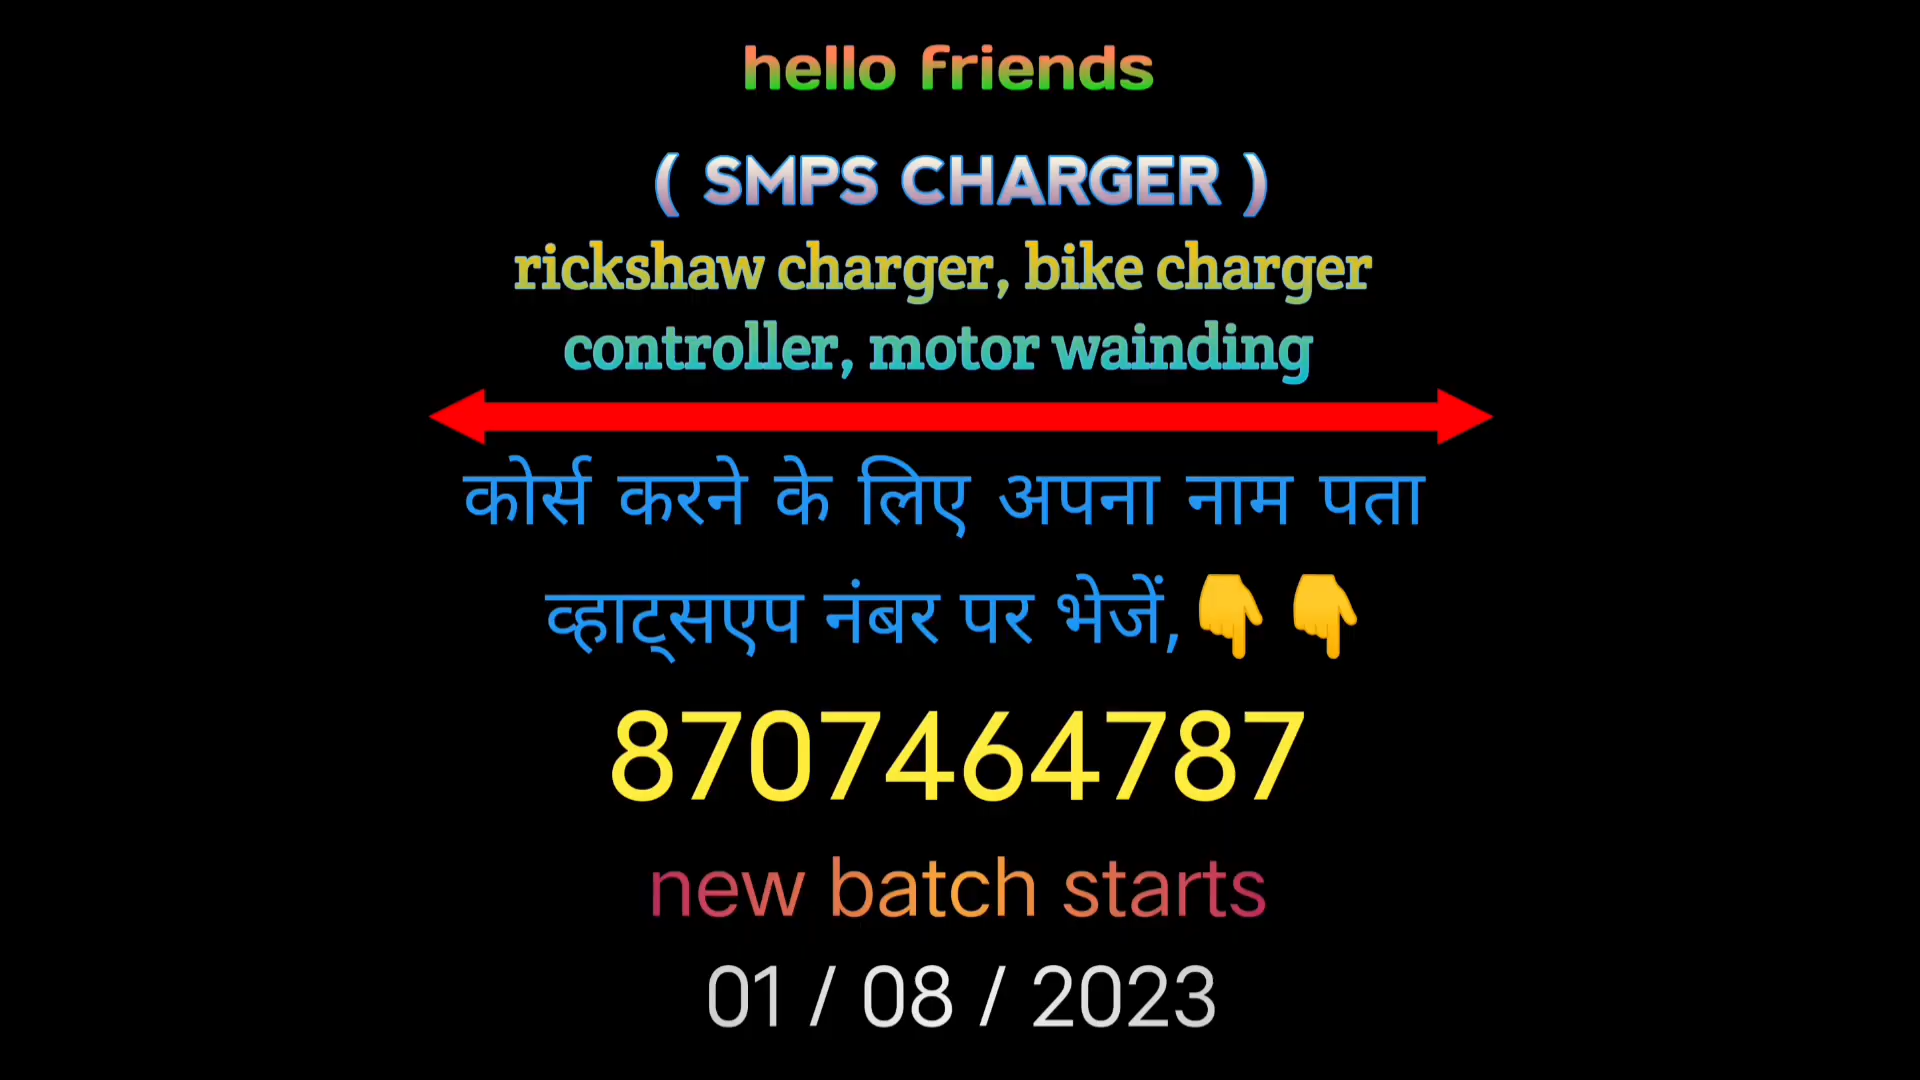 hello friends
( SMPS CHARGER )
rickshaw charger, bike charger
controller, motor wainding
कोर्स करने के लिए अपना नाम पता
व्हाट्सएप नंबर पर भेजें,👇👇
8707464787
new batch starts
01 / 08 / 2023